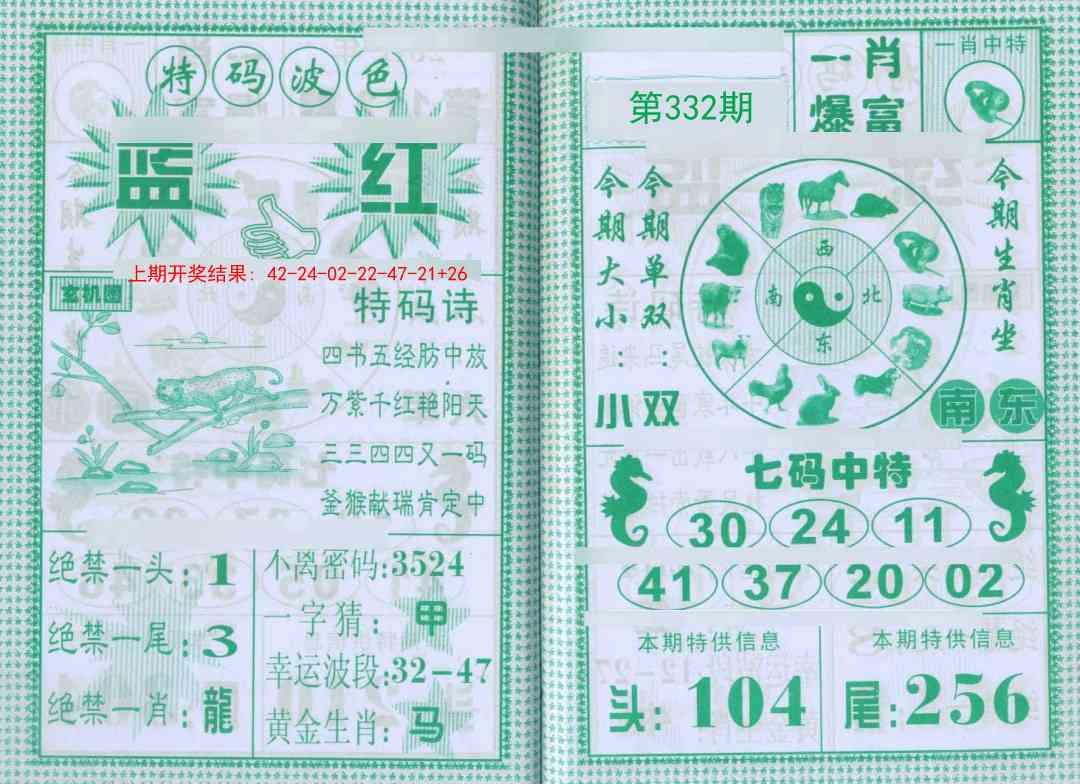 特码波色
蓝 红
上期开奖结果：42-24-02-22-47-21+26
玄机图
特码诗
四书五经肪中放
万紫千红艳阳天
三三四四又一码
釜猴献瑞肯定中
绝禁一头：1
绝禁一尾：3
绝禁一肖：龍
不离密码:3524
一字猜：甲
幸运波段:32-47
黄金生肖:马
第332期
一肖
爆富
一肖中特
今期大小：小
今期单双：双
西
南 北
东
今期生肖坐
南东
七码中特
30 24 11
41 37 20 02
本期特供信息
头：104
本期特供信息
尾：256